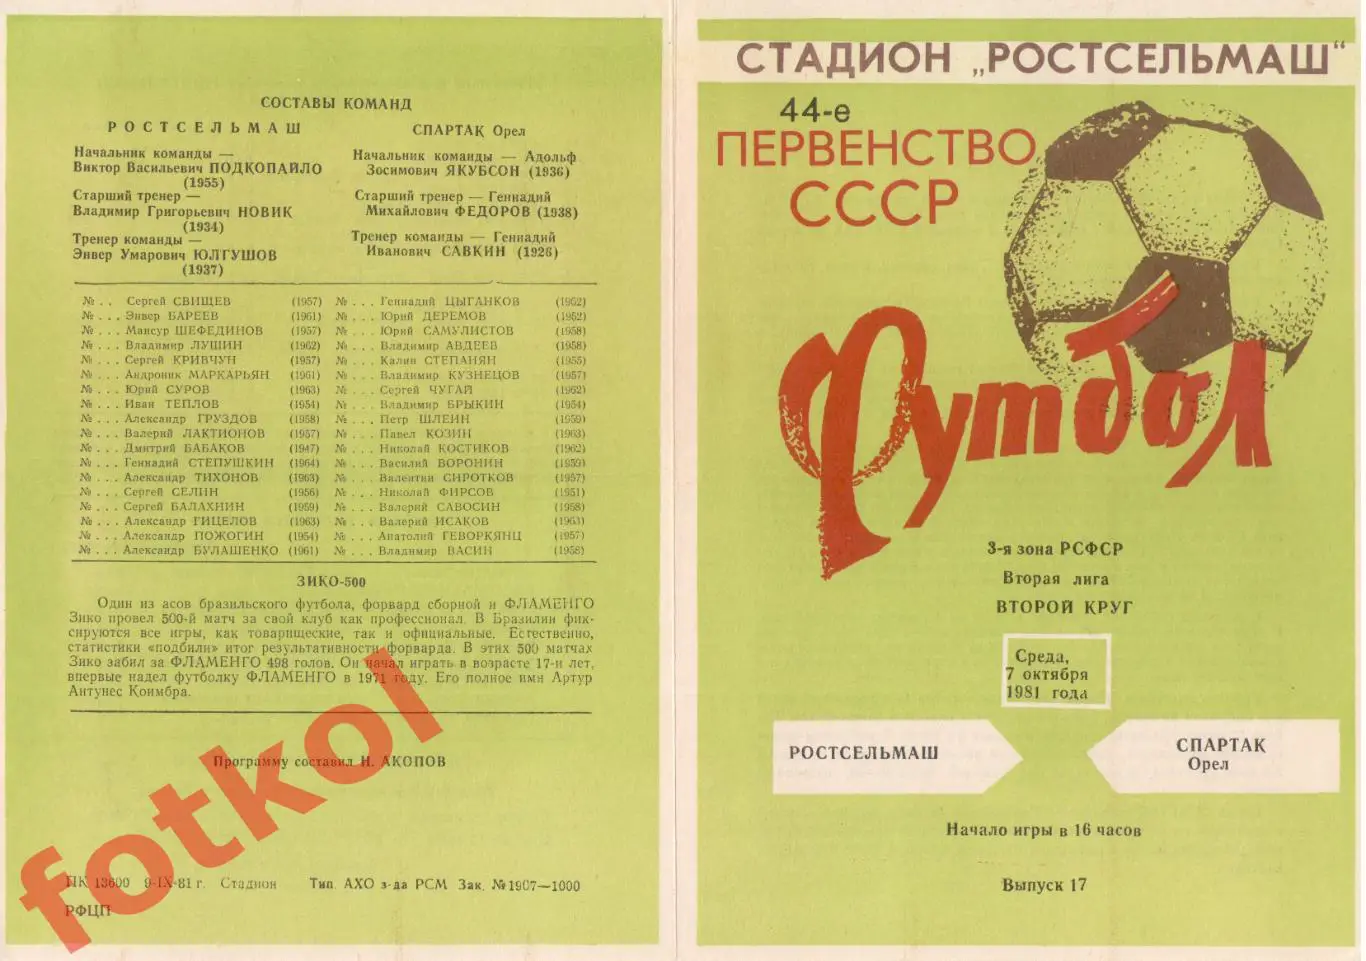 СОСТАВЫ КОМАНД
РОСТСЕЛЬМАШ
Начальник команды —
Виктор Васильевич ПОДКОПАЙЛО
(1955)
Старший тренер —
Владимир Григорьевич НОВИК
(1934)
Тренер команды —
Энвер Умарович ЮЛГУШОВ
(1937)
СПАРТАК Орел
Начальник команды — Адольф
Зосимович ЯКУБСОН (1936)
Старший тренер — Геннадий
Михайлович ФЕДОРОВ (1938)
Тренер команды — Геннадий
Иванович САВКИН (1926)
№ . . Сергей СВИЩЕВ (1957)
№ . . . Энвер БАРЕЕВ (1961)
№ . . . Мансур ШЕФЕДИНОВ (1957)
№ . . . Владимир ЛУШИН (1962)
№ . . . Сергей КРИВЧУН (1957)
№ . . . Андроник МАРКАРЬЯН (1961)
№ . . . Юрий СУРОВ (1963)
№ . . . Иван ТЕПЛОВ (1954)
№ . . . Александр ГРУЗДОВ (1958)
№ . . . Валерий ЛАКТИОНОВ (1957)
№ . . . Дмитрий БАБАКОВ (1947)
№ . . . Геннадий СТЕПУШКИН (1964)
№ . . . Александр ТИХОНОВ (1963)
№ . . . Сергей СЕЛИН (1956)
№ . . . Сергей БАЛАХНИН (1959)
№ . . . Александр ГИЦЕЛОВ (1963)
№ . . . Александр ПОЖОГИН (1954)
№ . . . Александр БУЛАШЕНКО (1961)
№ . . . Геннадий ЦЫГАНКОВ (1962)
№ . . . Юрий ДЕРЕМОВ (1952)
№ . . . Юрий САМУЛИСТОВ (1958)
№ . . . Владимир АВДЕЕВ (1958)
№ . . . Калин СТЕПАНЯН (1955)
№ . . . Владимир КУЗНЕЦОВ (1957)
№ . . . Сергей ЧУГАЙ (1962)
№ . . . Владимир БРЫКИН (1954)
№ . . . Петр ШЛЕИН (1959)
№ . . . Павел КОЗИН (1963)
№ . . . Николай КОСТИКОВ (1962)
№ . . . Василий ВОРОНИН (1959)
№ . . . Валентин СИРОТКОВ (1957)
№ . . . Николай ФИРСОВ (1951)
№ . . . Валерий САВОСИН (1958)
№ . . . Валерий ИСАКОВ (1963)
№ . . . Анатолий ГЕВОРКЯНЦ (1957)
№ . . . Владимир ВАСИН (1958)
ЗИКО-500
Один из асов бразильского футбола, форвард сборной и ФЛАМЕНГО
Зико провел 500-й матч за свой клуб как профессионал. В Бразилии фик-
сируются все игры, как товарищеские, так и официальные. Естественно,
статистики «подбили» итог результативности форварда. В этих 500 матчах
Зико забил за ФЛАМЕНГО 498 голов. Он начал играть в возрасте 17-и лет,
впервые надел футболку ФЛАМЕНГО в 1971 году. Его полное имя Артур
Антунес Коимбра.
Программу составил Н. АКОПОВ
ПК 13600 9-IX-81 г. Стадион Тип. АХО з-да РСМ Зак. № 1907—1000
РФЦП
fotkol
СТАДИОН „РОСТСЕЛЬМАШ“
44-е
ПЕРВЕНСТВО
СССР
Футбол
3-я зона РСФСР
Вторая лига
ВТОРОЙ КРУГ
Среда,
7 октября
1981 года
РОСТСЕЛЬМАШ
СПАРТАК
Орел
Начало игры в 16 часов
Выпуск 17